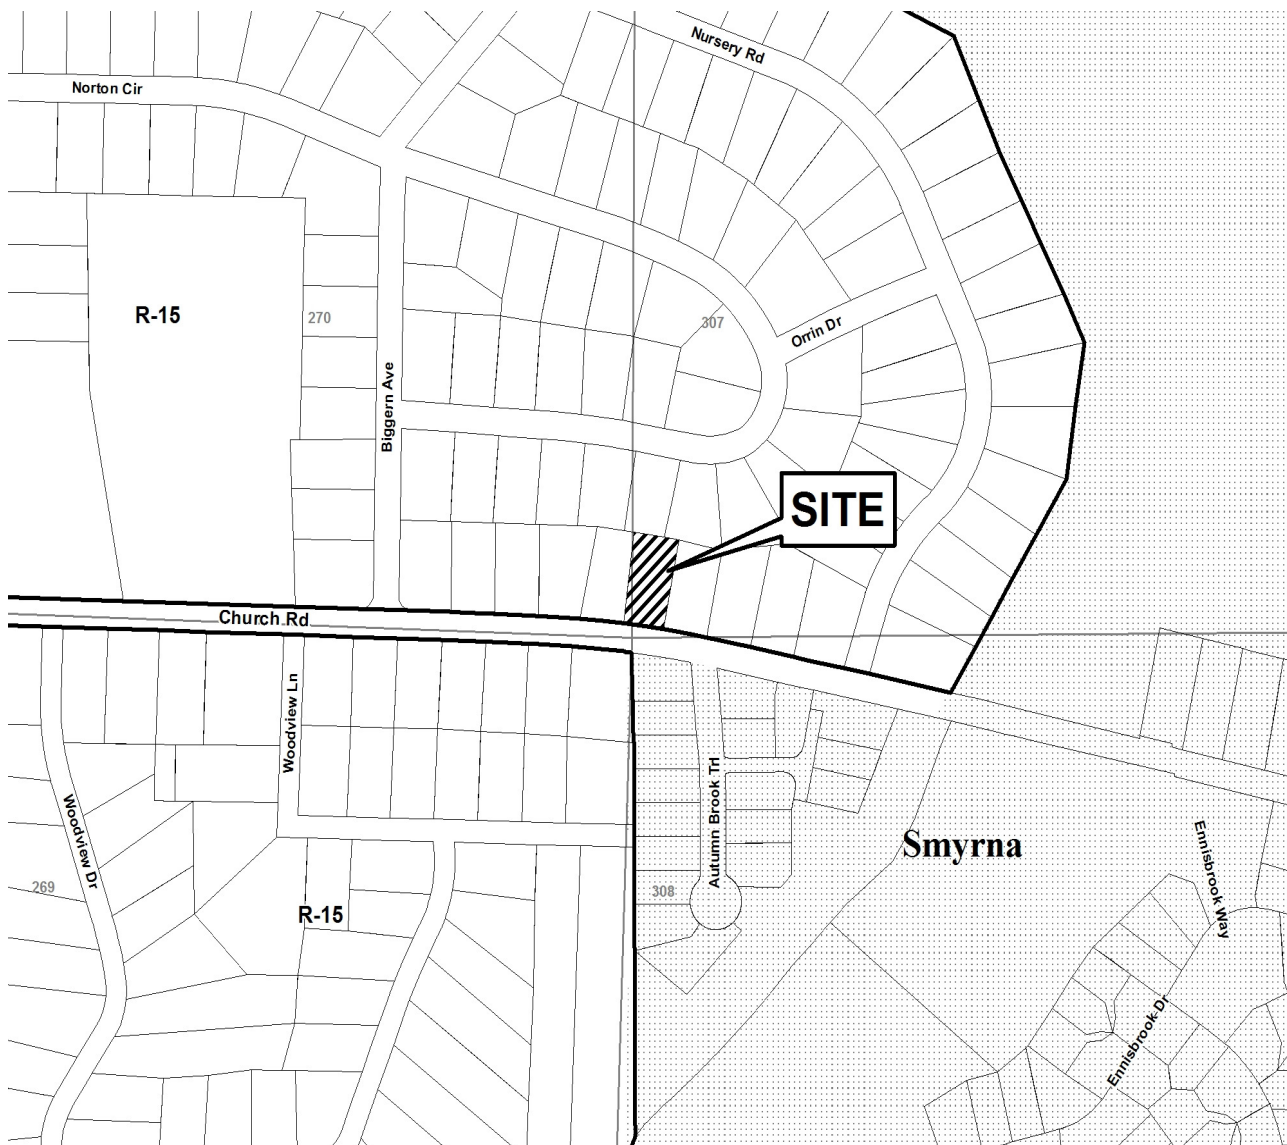 Nursery Rd
Norton Cir
R-15
270
307
Orrin Dr
Biggern Ave
SITE
Church Rd
Woodview Ln
Autumn Brook Trl
Woodview Dr
Smyrna
Ennisbrook Way
269
308
R-15
Ennisbrook Dr